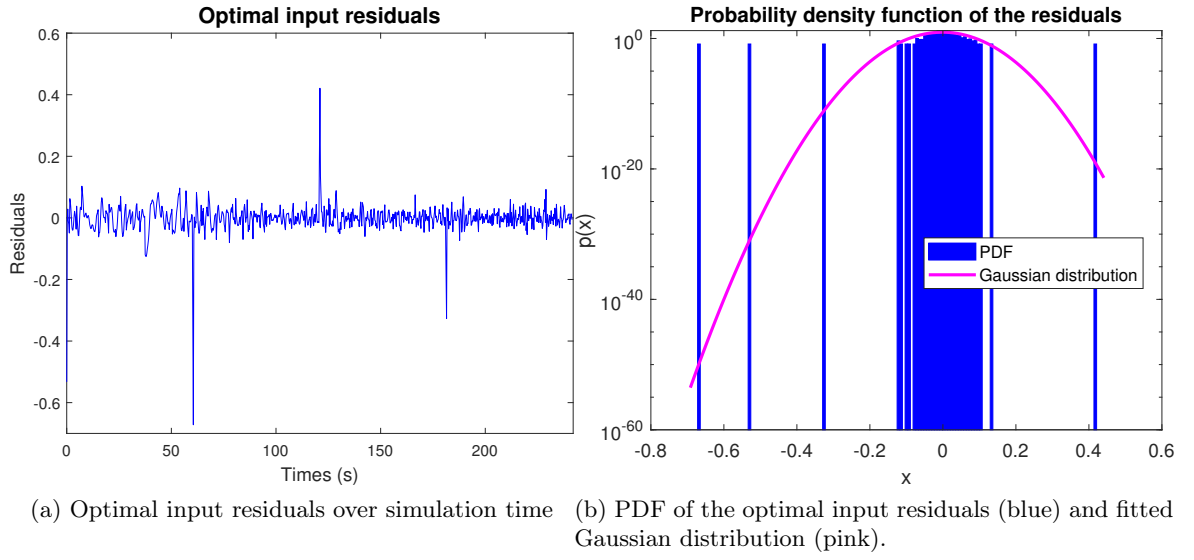 Optimal input residuals
0.6
0.4
0.2
0
-0.2
-0.4
-0.6
Residuals
0 50 100 150 200
Times (s)
Probability density function of the residuals
10^0
10^-20
10^-40
10^-60
p(x)
PDF
Gaussian distribution
-0.8 -0.6 -0.4 -0.2 0 0.2 0.4 0.6
x
(a) Optimal input residuals over simulation time
(b) PDF of the optimal input residuals (blue) and fitted
Gaussian distribution (pink).